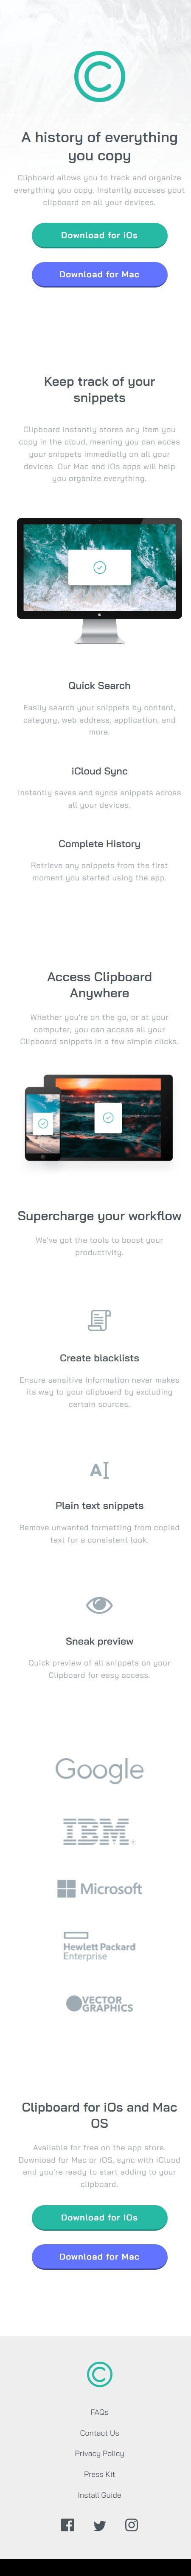 A history of everything
you copy
Clipboard allows you to track and organize
everything you copy. Instantly acceses yout
clipboard on all your devices.
Download for iOs
Download for Mac
Keep track of your
snippets
Clipboard instantly stores any item you
copy in the cloud, meaning you can acces
your snippets immediatly on all your
devices. Our Mac and iOs apps will help
you organize everything.
Quick Search
Easily search your snippets by content,
category, web address, application, and
more.
iCloud Sync
Instantly saves and syncs snippets across
all your devices.
Complete History
Retrieve any snippets from the first
moment you started using the app.
Access Clipboard
Anywhere
Whether you're on the go, or at your
computer, you can access all your
Clipboard snippets in a few simple clicks.
Supercharge your workflow
We've got the tools to boost your
productivity.
Create blacklists
Ensure sensitive information never makes
its way to your clipboard by excluding
certain sources.
A
Plain text snippets
Remove unwanted formatting from copied
text for a consistent look.
Sneak preview
Quick preview of all snippets on your
Clipboard for easy access.
Google
IBM
Microsoft
Hewlett Packard
Enterprise
VECTOR
GRAPHICS
Clipboard for iOs and Mac
OS
Available for free on the app store.
Download for Mac or iOS, sync with iCluod
and you're ready to start adding to your
clipboard.
Download for iOs
Download for Mac
FAQs
Contact Us
Privacy Policy
Press Kit
Install Guide